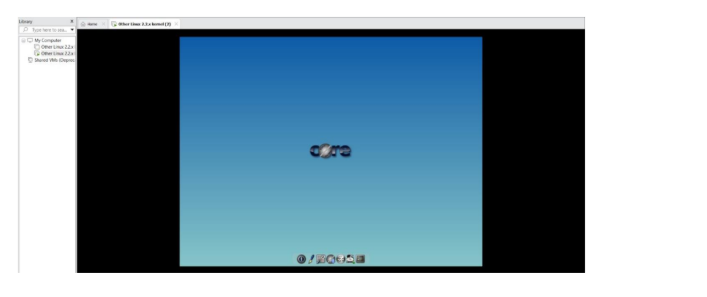 Library
Home
Other Linux 2.2.x kernel (2)
Type here to sea...
My Computer
Other Linux 2.2.x
Other Linux 2.2.x
Shared VMs (Deprec
core